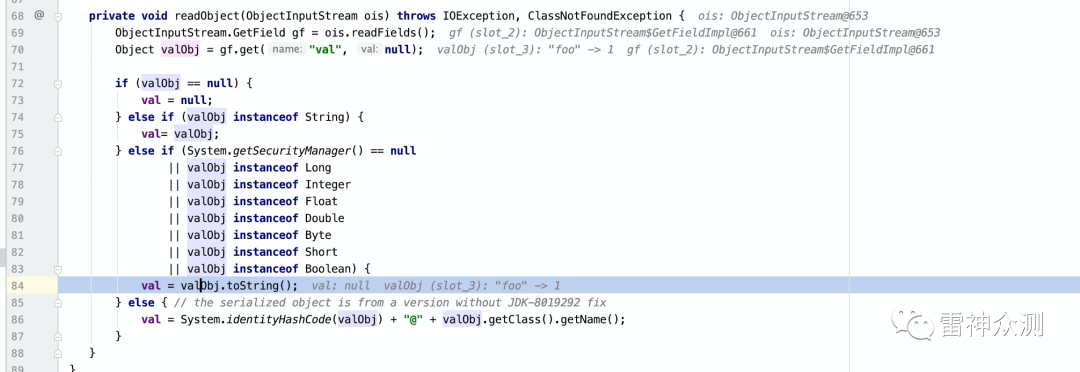 68 @ private void readObject(ObjectInputStream ois) throws IOException, ClassNotFoundException { ois: ObjectInputStream@653
69 ObjectInputStream.GetField gf = ois.readFields(); gf (slot_2): ObjectInputStream$GetFieldImpl@661 ois: ObjectInputStream@653
70 Object valObj = gf.get( name: "val", val: null); valObj (slot_3): "foo" -> 1 gf (slot_2): ObjectInputStream$GetFieldImpl@661
71
72 if (valObj == null) {
73 val = null;
74 } else if (valObj instanceof String) {
75 val= valObj;
76 } else if (System.getSecurityManager() == null
77 || valObj instanceof Long
78 || valObj instanceof Integer
79 || valObj instanceof Float
80 || valObj instanceof Double
81 || valObj instanceof Byte
82 || valObj instanceof Short
83 || valObj instanceof Boolean) {
84 val = valObj.toString(); val: null valObj (slot_3): "foo" -> 1
85 } else { // the serialized object is from a version without JDK-8019292 fix
86 val = System.identityHashCode(valObj) + "@" + valObj.getClass().getName();
87 }
88 }
89 }
雷神众测